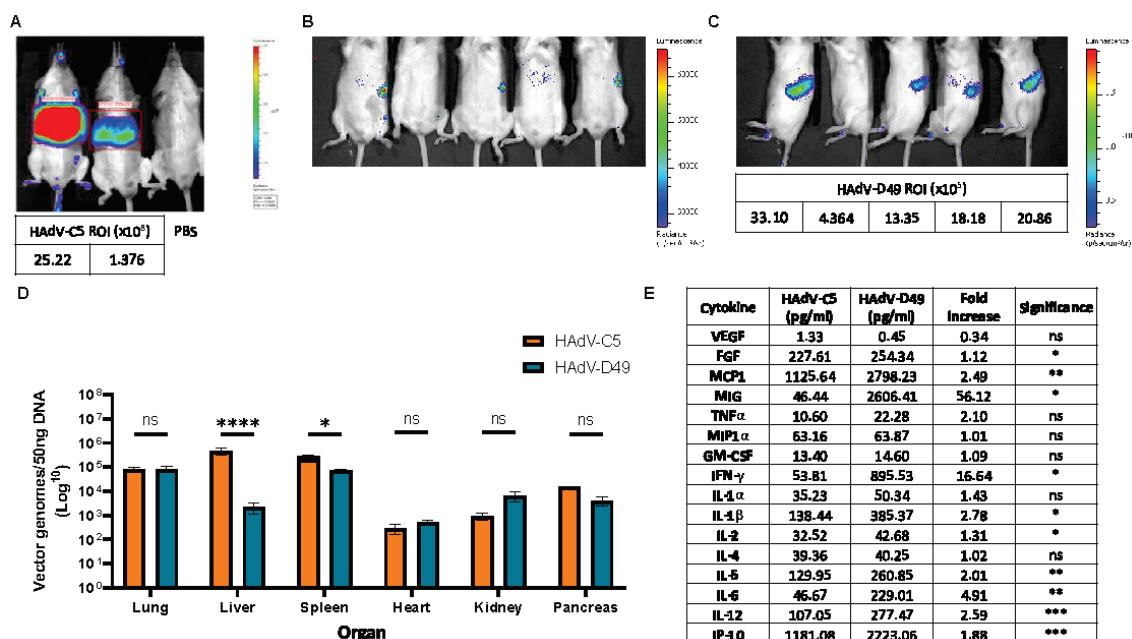 A
B
C
Luminescence
Luminescence
50000
40000
30000
Radiance
HAdV-C5 ROI (x10⁸)
PBS
25.22 1.376
HAdV-D49 ROI (x10⁵)
33.10 4.364 13.35 18.18 20.86
D
HAdV-C5
HAdV-D49
Vector genomes/50ng DNA
(Log¹⁰)
10⁸
10⁷
10⁶
10⁵
10⁴
10³
10²
10¹
10⁰
ns **** * ns ns ns
Lung Liver Spleen Heart Kidney Pancreas
Organ
E
Cytokine HAdV-C5 (pg/ml) HAdV-D49 (pg/ml) Fold Increase Significance
VEGF 1.33 0.45 0.34 ns
FGF 227.61 254.34 1.12 *
MCP1 1125.64 2798.23 2.49 **
MIG 46.44 2606.41 56.12 *
TNFα 10.60 22.28 2.10 ns
MIP1α 63.16 63.87 1.01 ns
GM-CSF 13.40 14.60 1.09 ns
IFN-γ 53.81 895.53 16.64 *
IL-1α 35.23 50.34 1.43 ns
IL-1β 138.44 385.37 2.78 *
IL-2 32.52 42.68 1.31 *
IL-4 39.36 40.25 1.02 ns
IL-5 129.95 260.85 2.01 **
IL-6 46.67 229.01 4.91 **
IL-12 107.05 277.47 2.59 ***
IP-10 1181.08 2223.06 1.88 ***